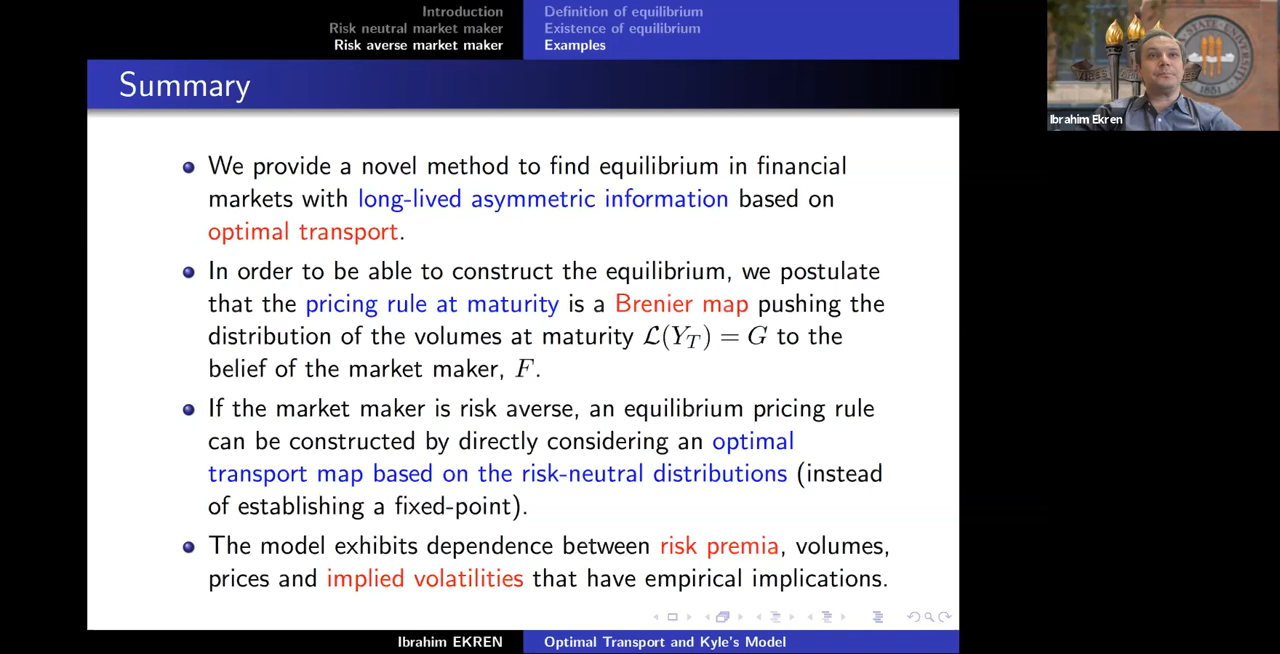 Introduction
Risk neutral market maker
Risk averse market maker
Definition of equilibrium
Existence of equilibrium
Examples
Summary
We provide a novel method to find equilibrium in financial
markets with long-lived asymmetric information based on
optimal transport.
In order to be able to construct the equilibrium, we postulate
that the pricing rule at maturity is a Brenier map pushing the
distribution of the volumes at maturity ℒ(Y_T) = G to the
belief of the market maker, F.
If the market maker is risk averse, an equilibrium pricing rule
can be constructed by directly considering an optimal
transport map based on the risk-neutral distributions (instead
of establishing a fixed-point).
The model exhibits dependence between risk premia, volumes,
prices and implied volatilities that have empirical implications.
Ibrahim EKREN
Optimal Transport and Kyle's Model
Ibrahim Ekren
1851